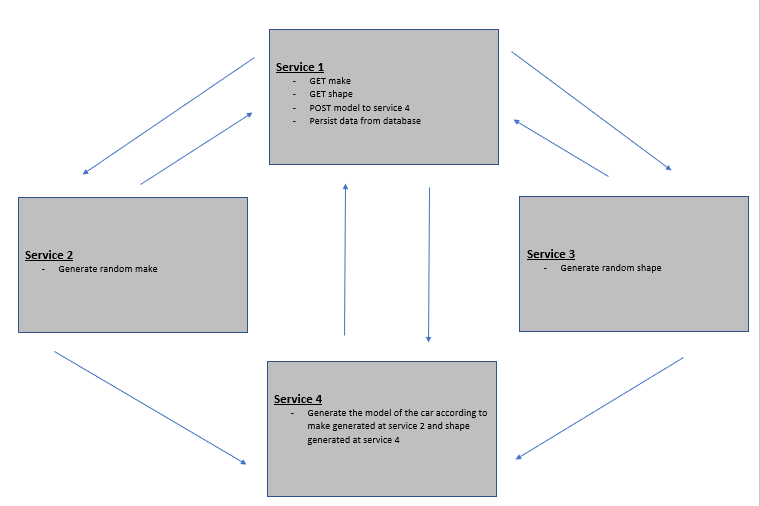 Service 1
- GET make
- GET shape
- POST model to service 4
- Persist data from database
Service 2
- Generate random make
Service 3
- Generate random shape
Service 4
- Generate the model of the car according to
make generated at service 2 and shape
generated at service 4